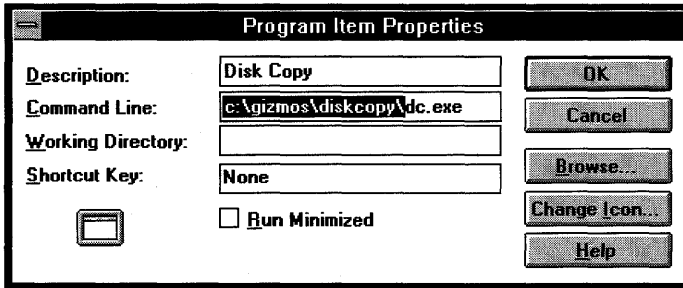 Program Item Properties
Description: Disk Copy
Command Line: c:\gizmos\diskcopy\dc.exe
Working Directory:
Shortcut Key: None
Run Minimized
OK
Cancel
Browse...
Change Icon...
Help